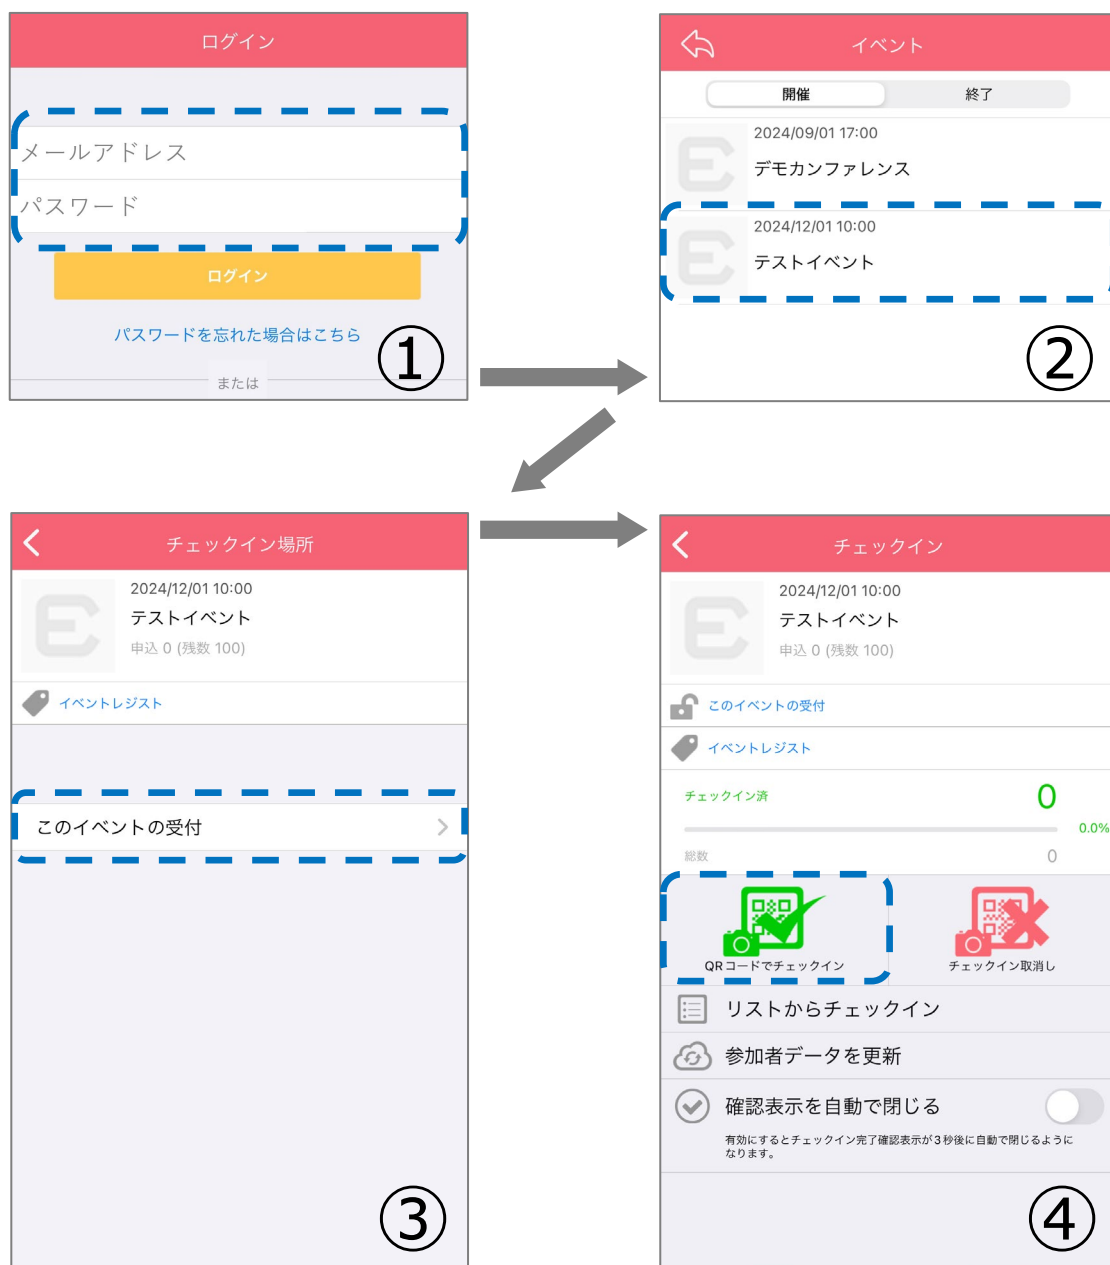 ログイン
メールアドレス
パスワード
ログイン
パスワードを忘れた場合はこちら
または
①
イベント
開催
終了
2024/09/01 17:00
デモカンファレンス
2024/12/01 10:00
テストイベント
②
チェックイン場所
2024/12/01 10:00
テストイベント
申込 0 (残数 100)
イベントレジスト
このイベントの受付
③
チェックイン
2024/12/01 10:00
テストイベント
申込 0 (残数 100)
このイベントの受付
イベントレジスト
チェックイン済
0
0.0%
総数
0
QRコードでチェックイン
チェックイン取消し
リストからチェックイン
参加者データを更新
確認表示を自動で閉じる
有効にするとチェックイン完了確認表示が3秒後に自動で閉じるように
なります。
④